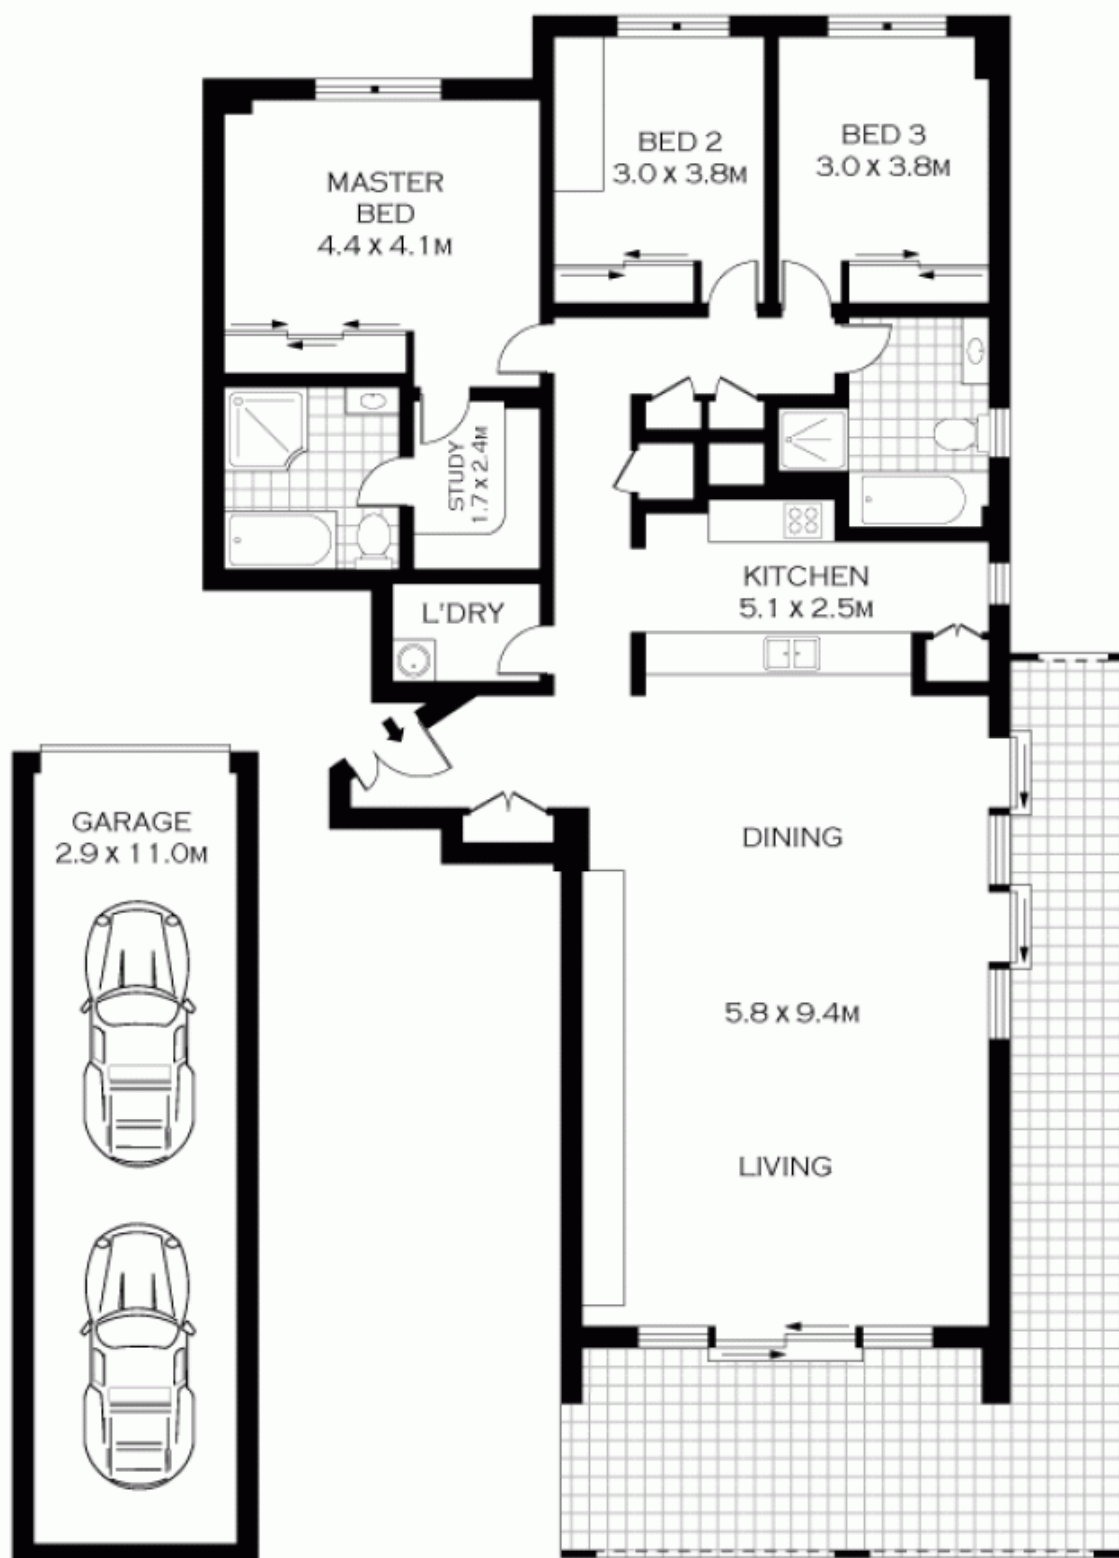 BED 2
3.0 X 3.8M
BED 3
3.0 X 3.8M
MASTER
BED
4.4 X 4.1M
STUDY
1.7 X 2.4M
KITCHEN
5.1 X 2.5M
L'DRY
GARAGE
2.9 X 11.0M
DINING
5.8 X 9.4M
LIVING